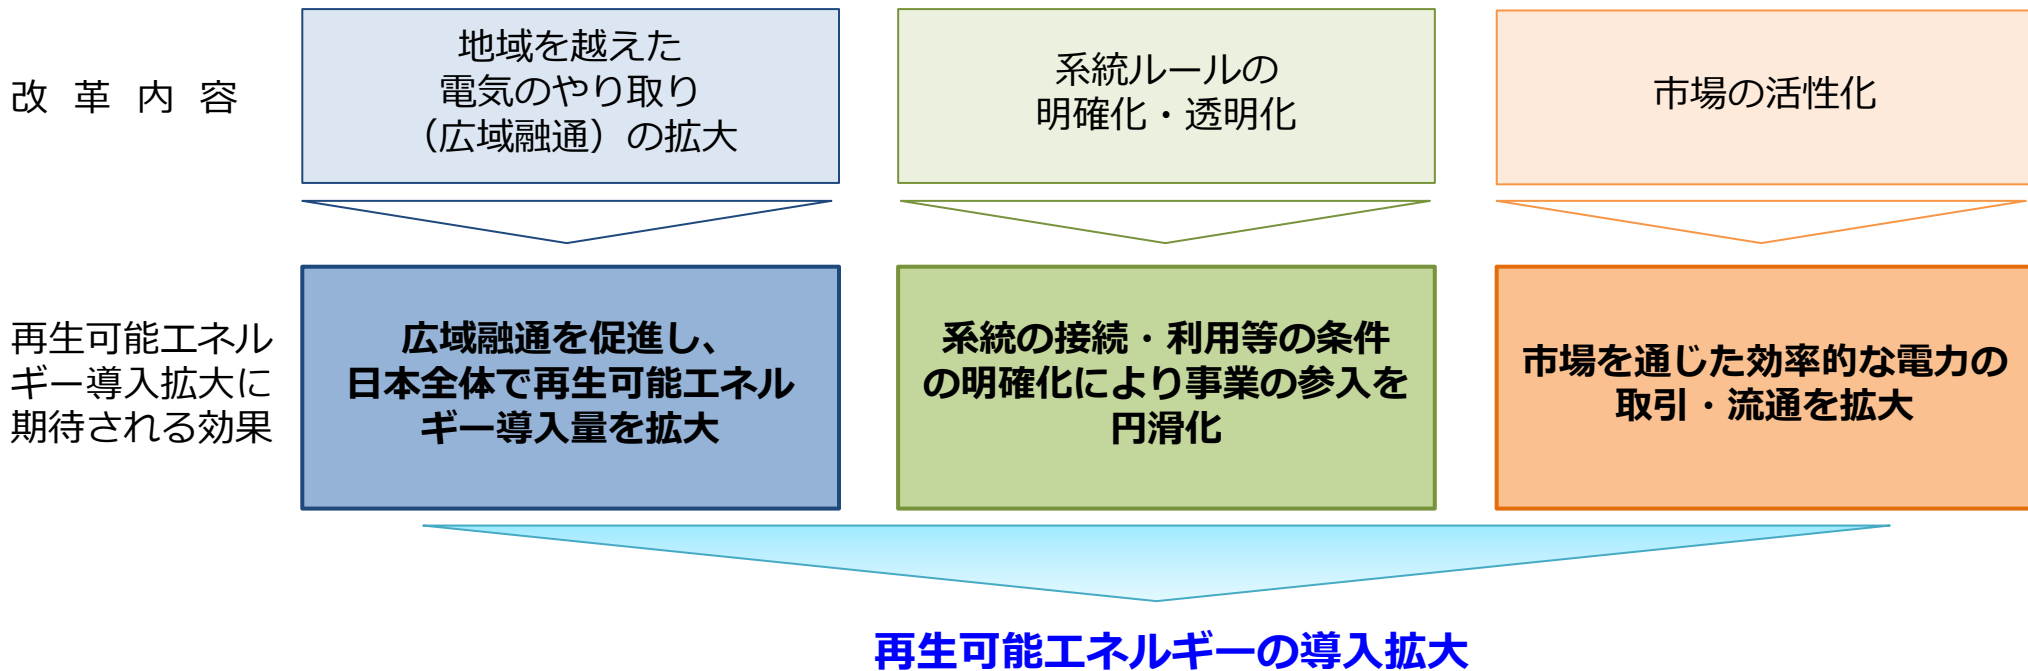 改革内容
地域を越えた
電気のやり取り
（広域融通）の拡大
系統ルールの
明確化・透明化
市場の活性化
再生可能エネル
ギー導入拡大に
期待される効果
広域融通を促進し、
日本全体で再生可能エネル
ギー導入量を拡大
系統の接続・利用等の条件
の明確化により事業の参入を
円滑化
市場を通じた効率的な電力の
取引・流通を拡大
再生可能エネルギーの導入拡大